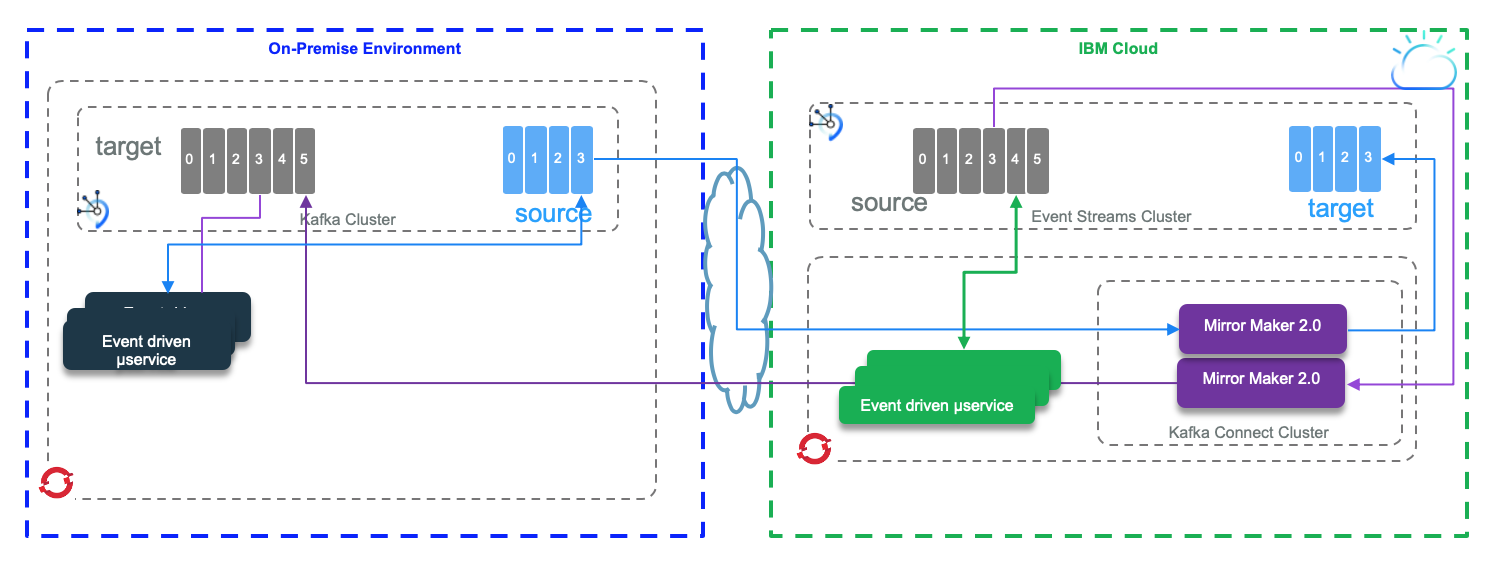 On-Premise Environment
target
0 1 2 3 4 5
0 1 2 3
source
Kafka Cluster
Event driven
µservice
IBM Cloud
0 1 2 3 4 5
0 1 2 3
source
Event Streams Cluster
target
Mirror Maker 2.0
Mirror Maker 2.0
Event driven µservice
Kafka Connect Cluster